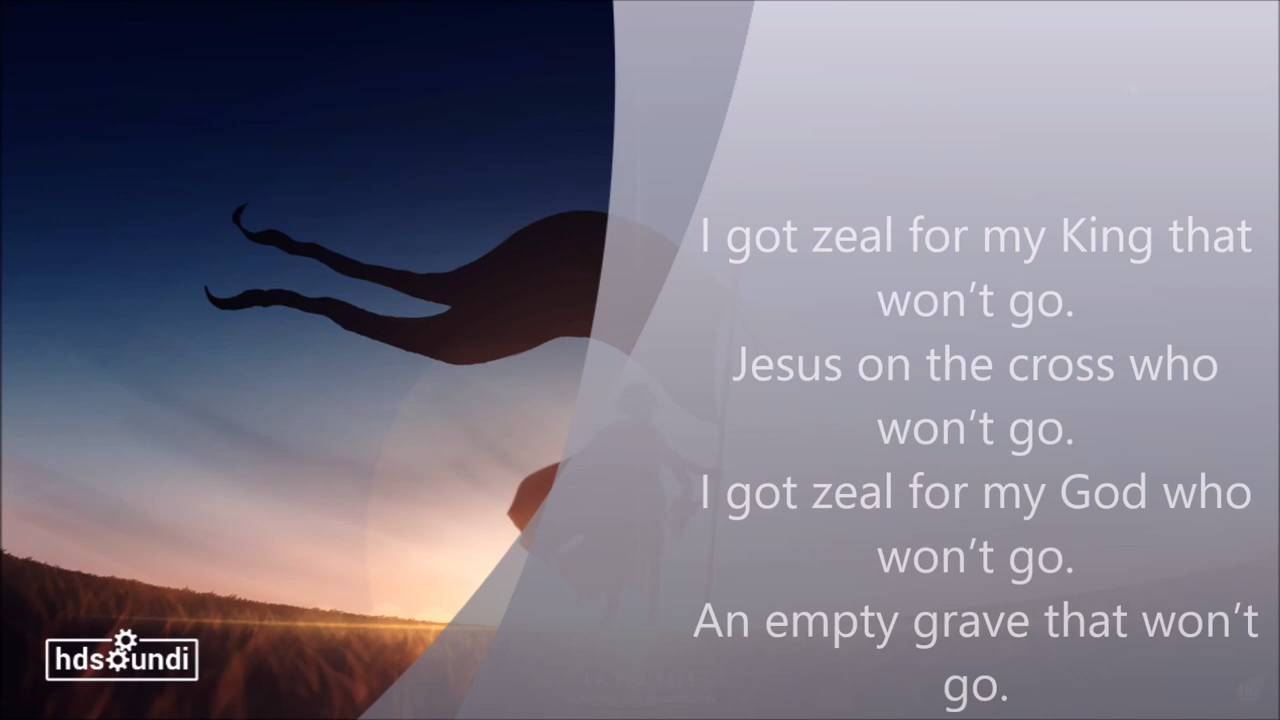 I got zeal for my King that
won't go.
Jesus on the cross who
won't go.
I got zeal for my God who
won't go.
An empty grave that won't
go.
hdsoundi